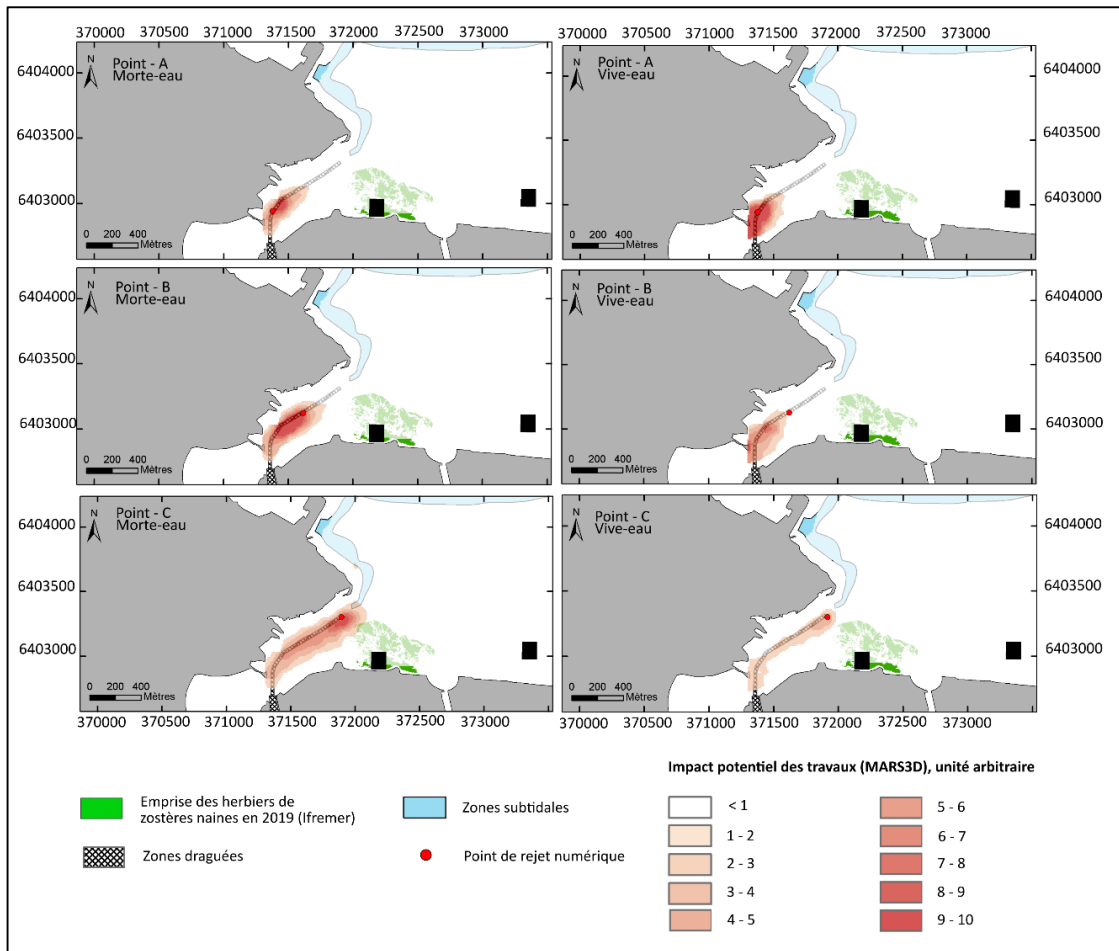 370000 370500 371000 371500 372000 372500 373000
370000 370500 371000 371500 372000 372500 373000
6404000
6403500
6403000
N
Point - A
Morte-eau
0 200 400
Mètres
N
Point - A
Vive-eau
0 200 400
Mètres
6404000
6403500
6403000
6404000
6403500
6403000
N
Point - B
Morte-eau
0 200 400
Mètres
N
Point - B
Vive-eau
0 200 400
Mètres
6404000
6403500
6403000
6404000
6403500
6403000
N
Point - C
Morte-eau
0 200 400
Mètres
N
Point - C
Vive-eau
0 200 400
Mètres
6404000
6403500
6403000
370000 370500 371000 371500 372000 372500 373000
370000 370500 371000 371500 372000 372500 373000
Emprise des herbiers de
zostères naines en 2019 (Ifremer)
Zones draguées
Zones subtidales
Point de rejet numérique
Impact potentiel des travaux (MARS3D), unité arbitraire
< 1
1 - 2
2 - 3
3 - 4
4 - 5
5 - 6
6 - 7
7 - 8
8 - 9
9 - 10